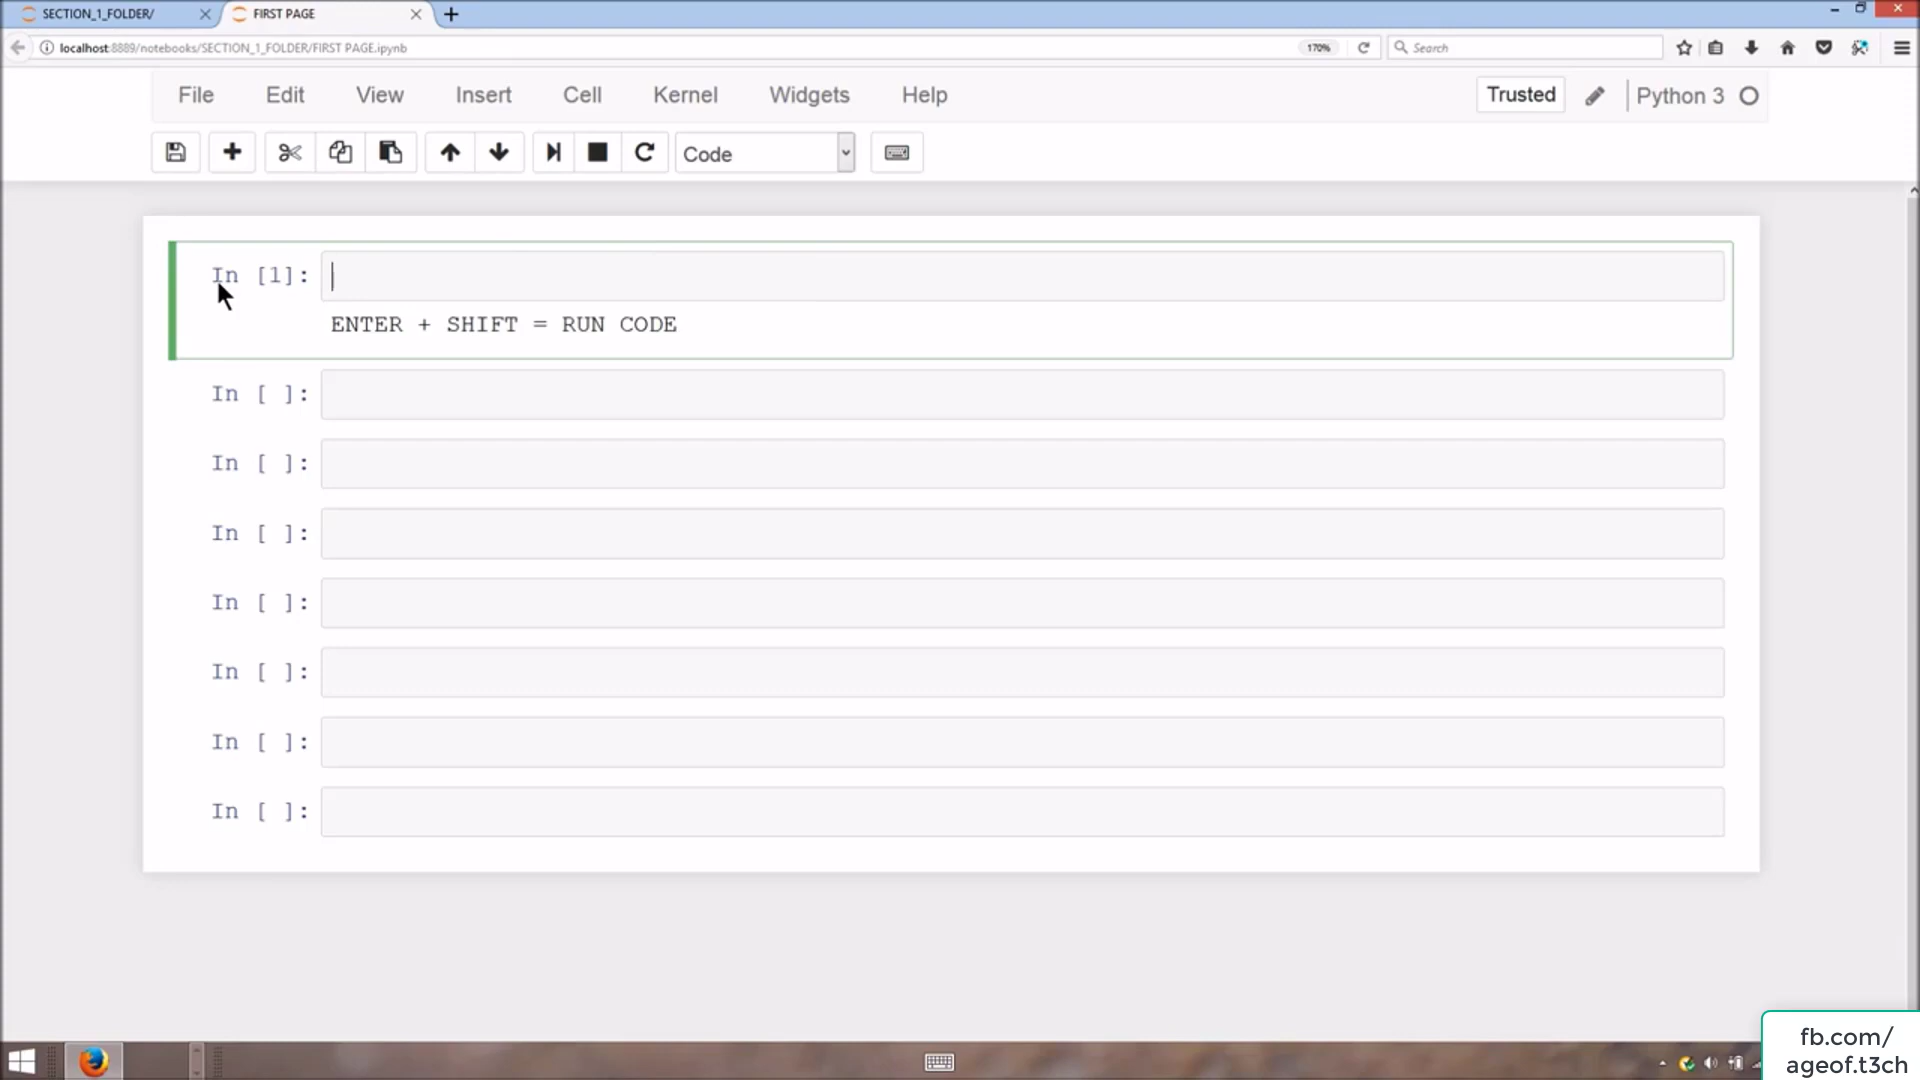 SECTION_1_FOLDER/
FIRST PAGE
localhost:8889/notebooks/SECTION_1_FOLDER/FIRST PAGE.ipynb
170%
Search
File Edit View Insert Cell Kernel Widgets Help
Trusted
Python 3
Code
In [1]:
ENTER + SHIFT = RUN CODE
In [ ]:
In [ ]:
In [ ]:
In [ ]:
In [ ]:
In [ ]:
In [ ]:
fb.com/
ageof.t3ch